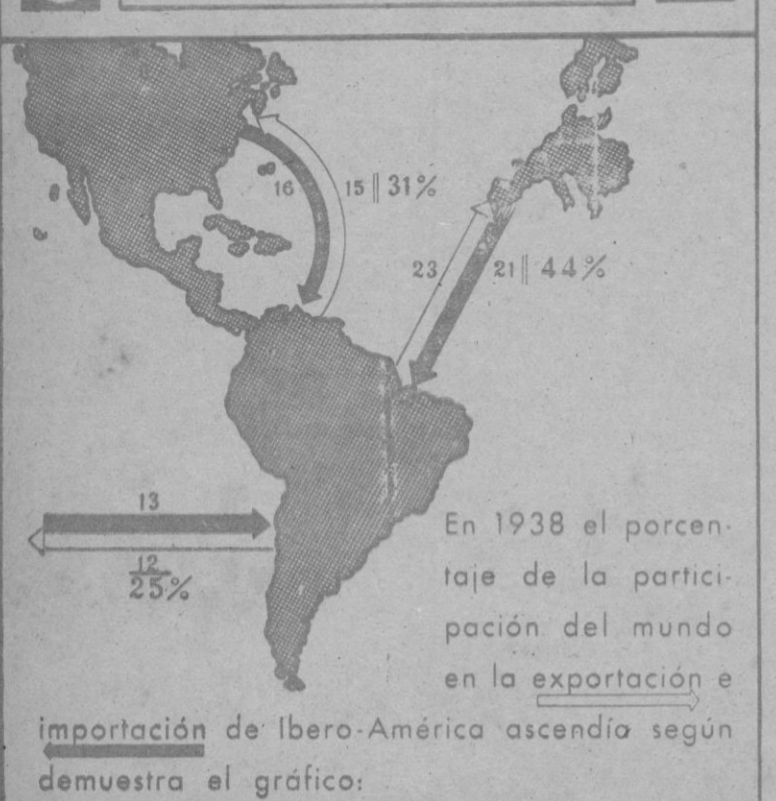 16 15 || 31%
23 21 || 44%
13
12
25%
En 1938 el porcen-
taje de la partici-
pación del mundo
en la exportación e
importación de Ibero-América ascendía según
demuestra el gráfico: